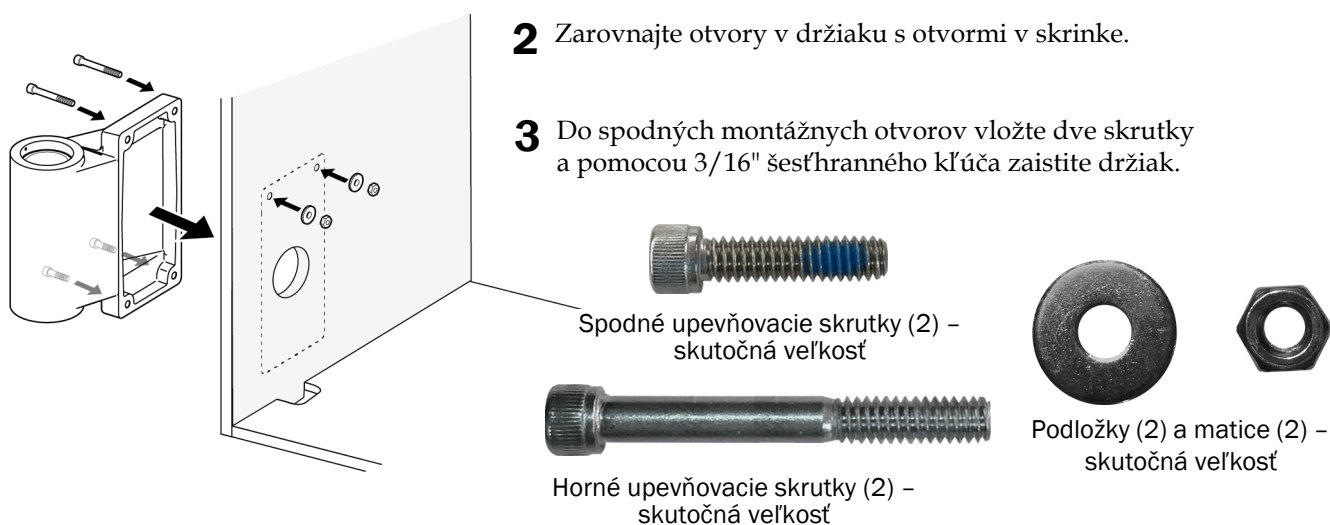 2 Zarovnajte otvory v držiaku s otvormi v skrinke.
3 Do spodných montážnych otvorov vložte dve skrutky
a pomocou 3/16" šesťhranného kľúča zaistite držiak.
Spodné upevňovacie skrutky (2) –
skutočná veľkosť
Horné upevňovacie skrutky (2) –
skutočná veľkosť
Podložky (2) a matice (2) –
skutočná veľkosť